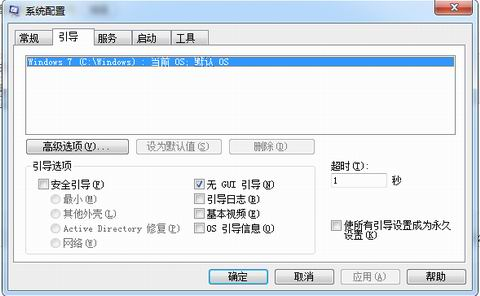 系统配置
常规 引导 服务 启动 工具
Windows 7 (C:\Windows) : 当前 OS; 默认 OS
高级选项(V)... 设为默认值(S) 删除(D)
引导选项
安全引导(F) 无 GUI 引导(N)
最小(M) 引导日志(B)
其他外壳(L) 基本视频(E)
Active Directory 修复(P) OS 引导信息(O)
网络(W)
超时(T):
1 秒
使所有引导设置成为永久
设置(K)
确定 取消 应用(A) 帮助